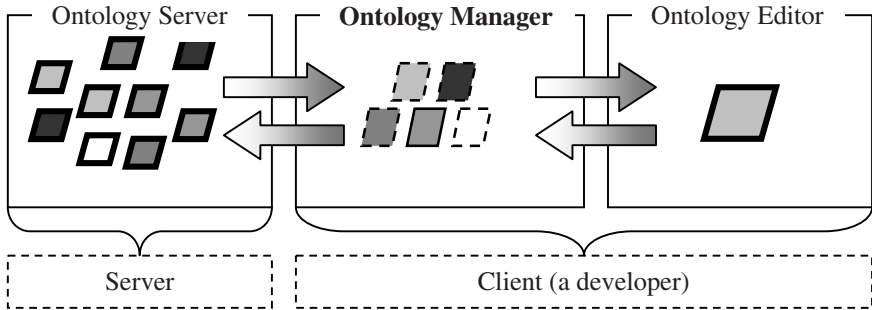 Ontology Server
Ontology Manager
Ontology Editor
Server
Client (a developer)